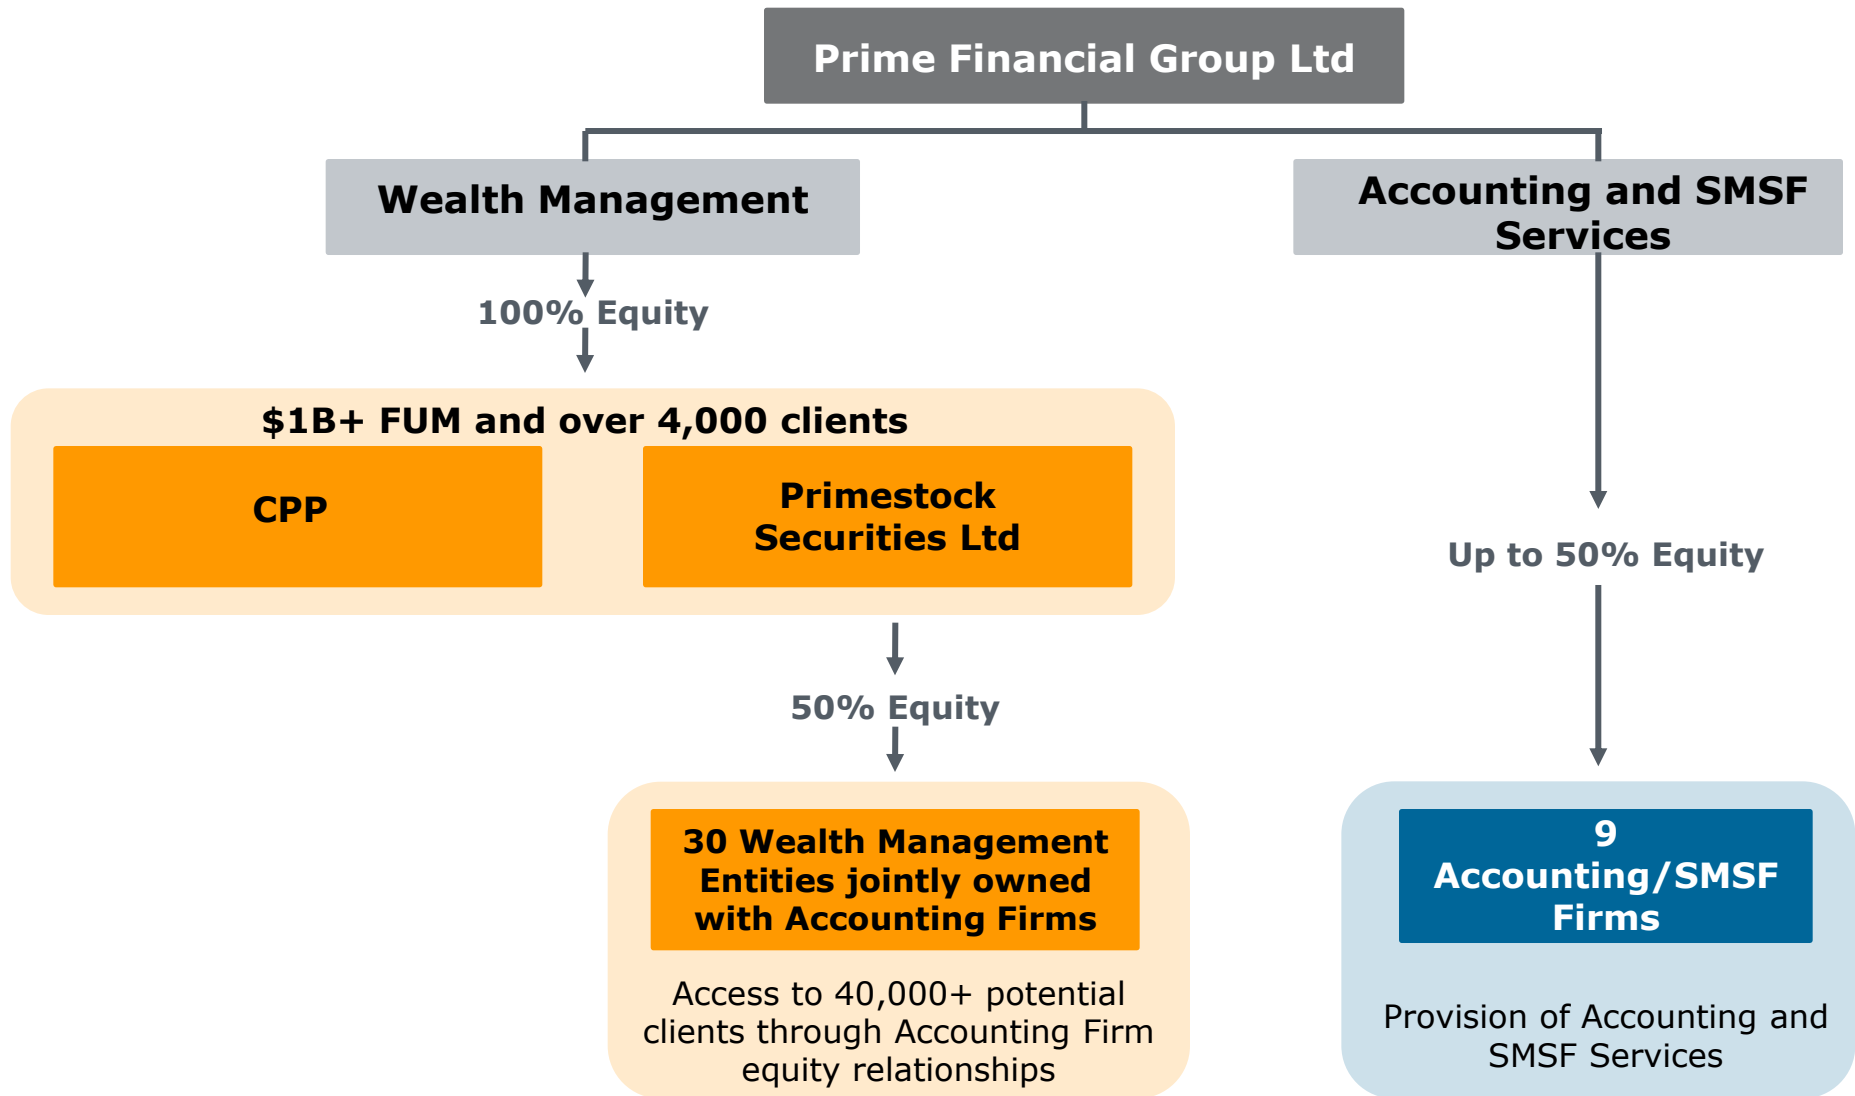 Prime Financial Group Ltd
Wealth Management
Accounting and SMSF
Services
100% Equity
$1B+ FUM and over 4,000 clients
CPP
Primestock
Securities Ltd
Up to 50% Equity
50% Equity
30 Wealth Management
Entities jointly owned
with Accounting Firms
Access to 40,000+ potential
clients through Accounting Firm
equity relationships
9
Accounting/SMSF
Firms
Provision of Accounting and
SMSF Services